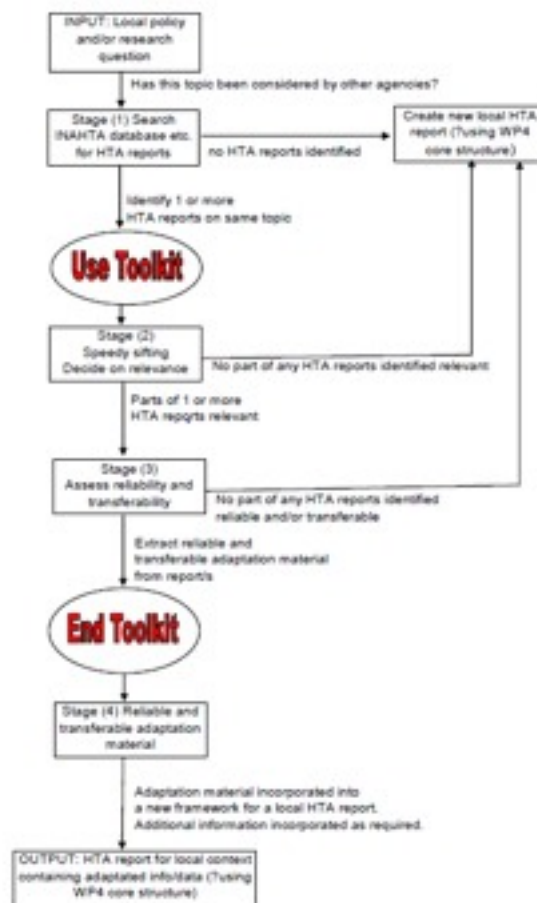 INPUT: Local policy
and/or research
question
Has this topic been considered by other agencies?
Stage (1) Search
INAHTA database etc.
for HTA reports
no HTA reports identified
Create new local HTA
report (?using WP4
core structure)
Identify 1 or more
HTA reports on same topic
Use Toolkit
Stage (2)
Speedy sifting
Decide on relevance
No part of any HTA reports identified relevant
Parts of 1 or more
HTA reports relevant
Stage (3)
Assess reliability and
transferability
No part of any HTA reports identified
reliable and/or transferable
Extract reliable and
transferable adaptation material
from report/s
End Toolkit
Stage (4) Reliable and
transferable adaptation
material
Adaptation material incorporated into
a new framework for a local HTA report.
Additional information incorporated as required.
OUTPUT: HTA report for local context
containing adaptated info/data (?using
WP4 core structure)